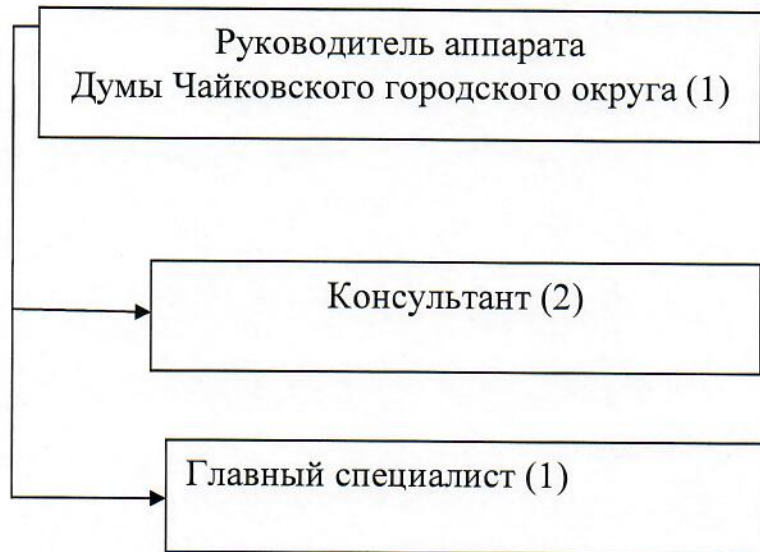 Руководитель аппарата
Думы Чайковского городского округа (1)
Консультант (2)
Главный специалист (1)